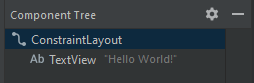 Component Tree
ConstraintLayout
Ab TextView "Hello World!"